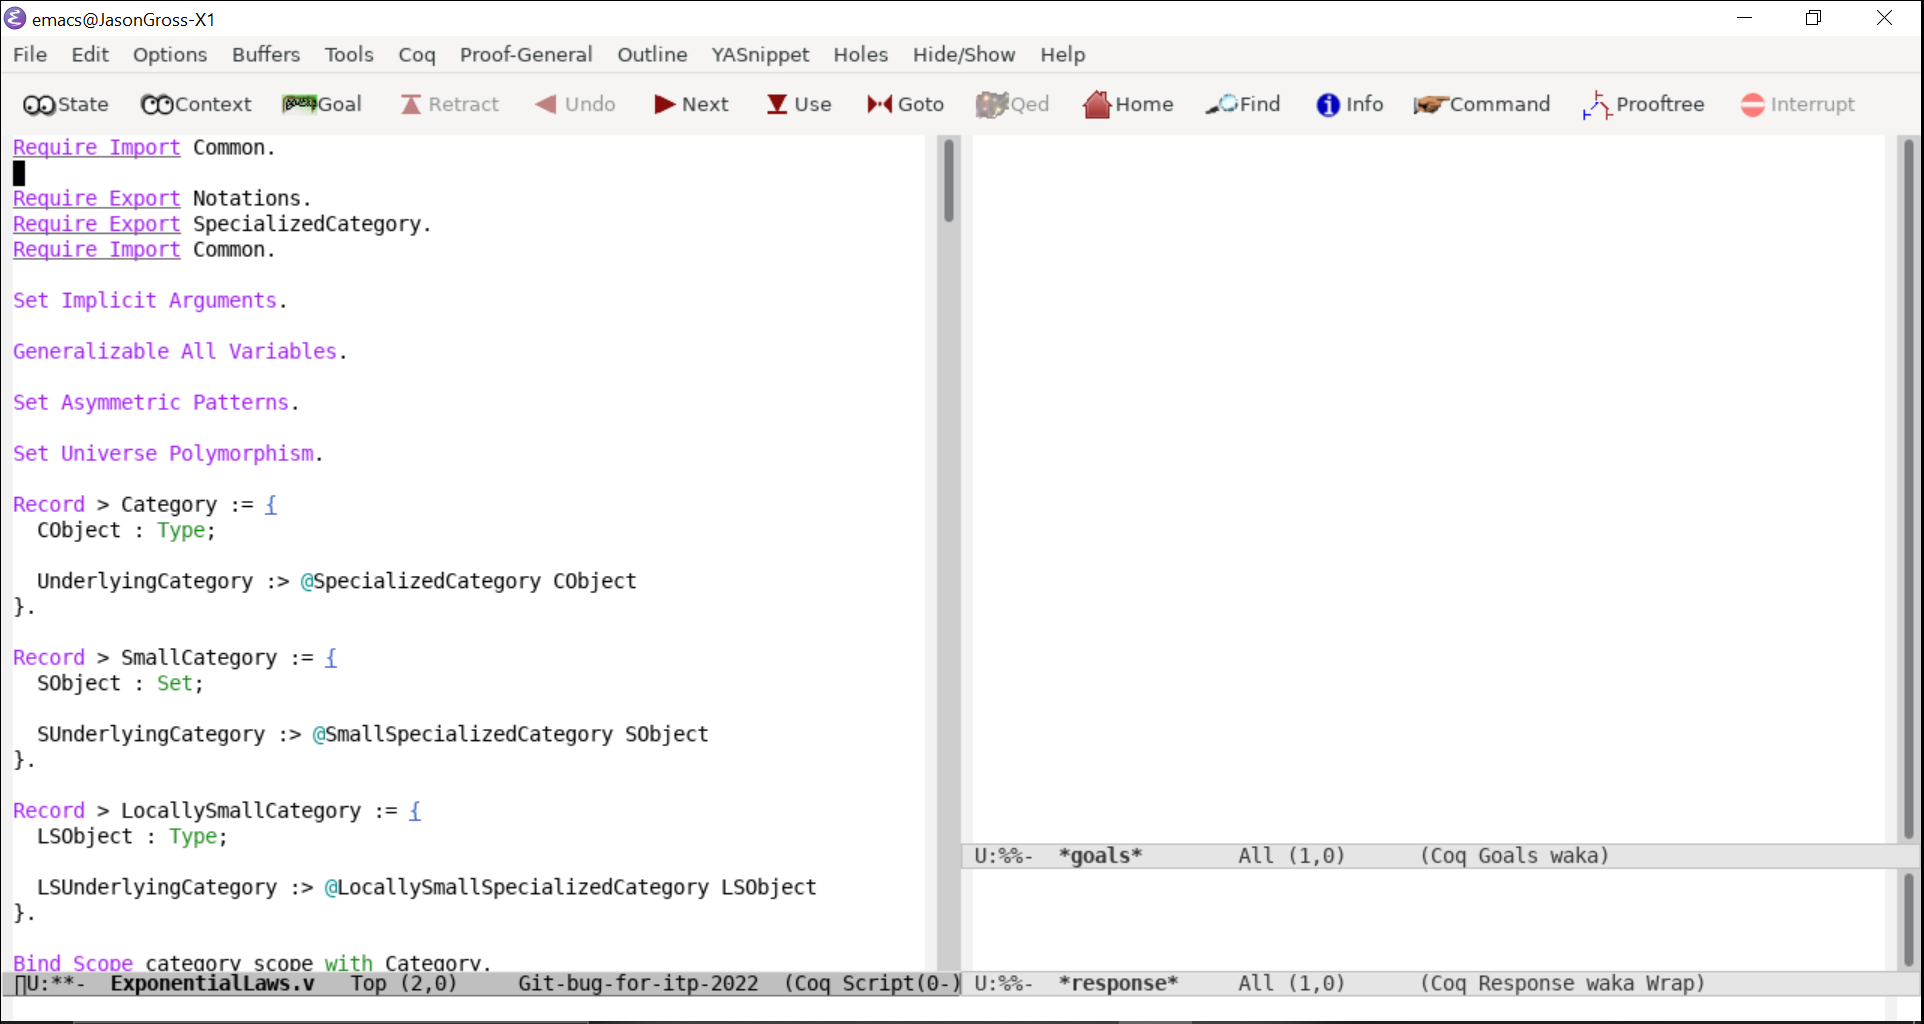 emacs@JasonGross-X1
File Edit Options Buffers Tools Coq Proof-General Outline YASnippet Holes Hide/Show Help
State Context Goal Retract Undo Next Use Goto Qed Home Find Info Command Prooftree Interrupt
Require Import Common.
Require Export Notations.
Require Export SpecializedCategory.
Require Import Common.
Set Implicit Arguments.
Generalizable All Variables.
Set Asymmetric Patterns.
Set Universe Polymorphism.
Record > Category := {
CObject : Type;
UnderlyingCategory :> @SpecializedCategory CObject
}.
Record > SmallCategory := {
SObject : Set;
SUnderlyingCategory :> @SmallSpecializedCategory SObject
}.
Record > LocallySmallCategory := {
LSObject : Type;
LSUnderlyingCategory :> @LocallySmallSpecializedCategory LSObject
}.
Bind Scope category_scope with Category.
U:**- ExponentialLaws.v Top (2,0) Git-bug-for-itp-2022 (Coq Script(0-)
U:%%- *goals* All (1,0) (Coq Goals waka)
U:%%- *response* All (1,0) (Coq Response waka Wrap)